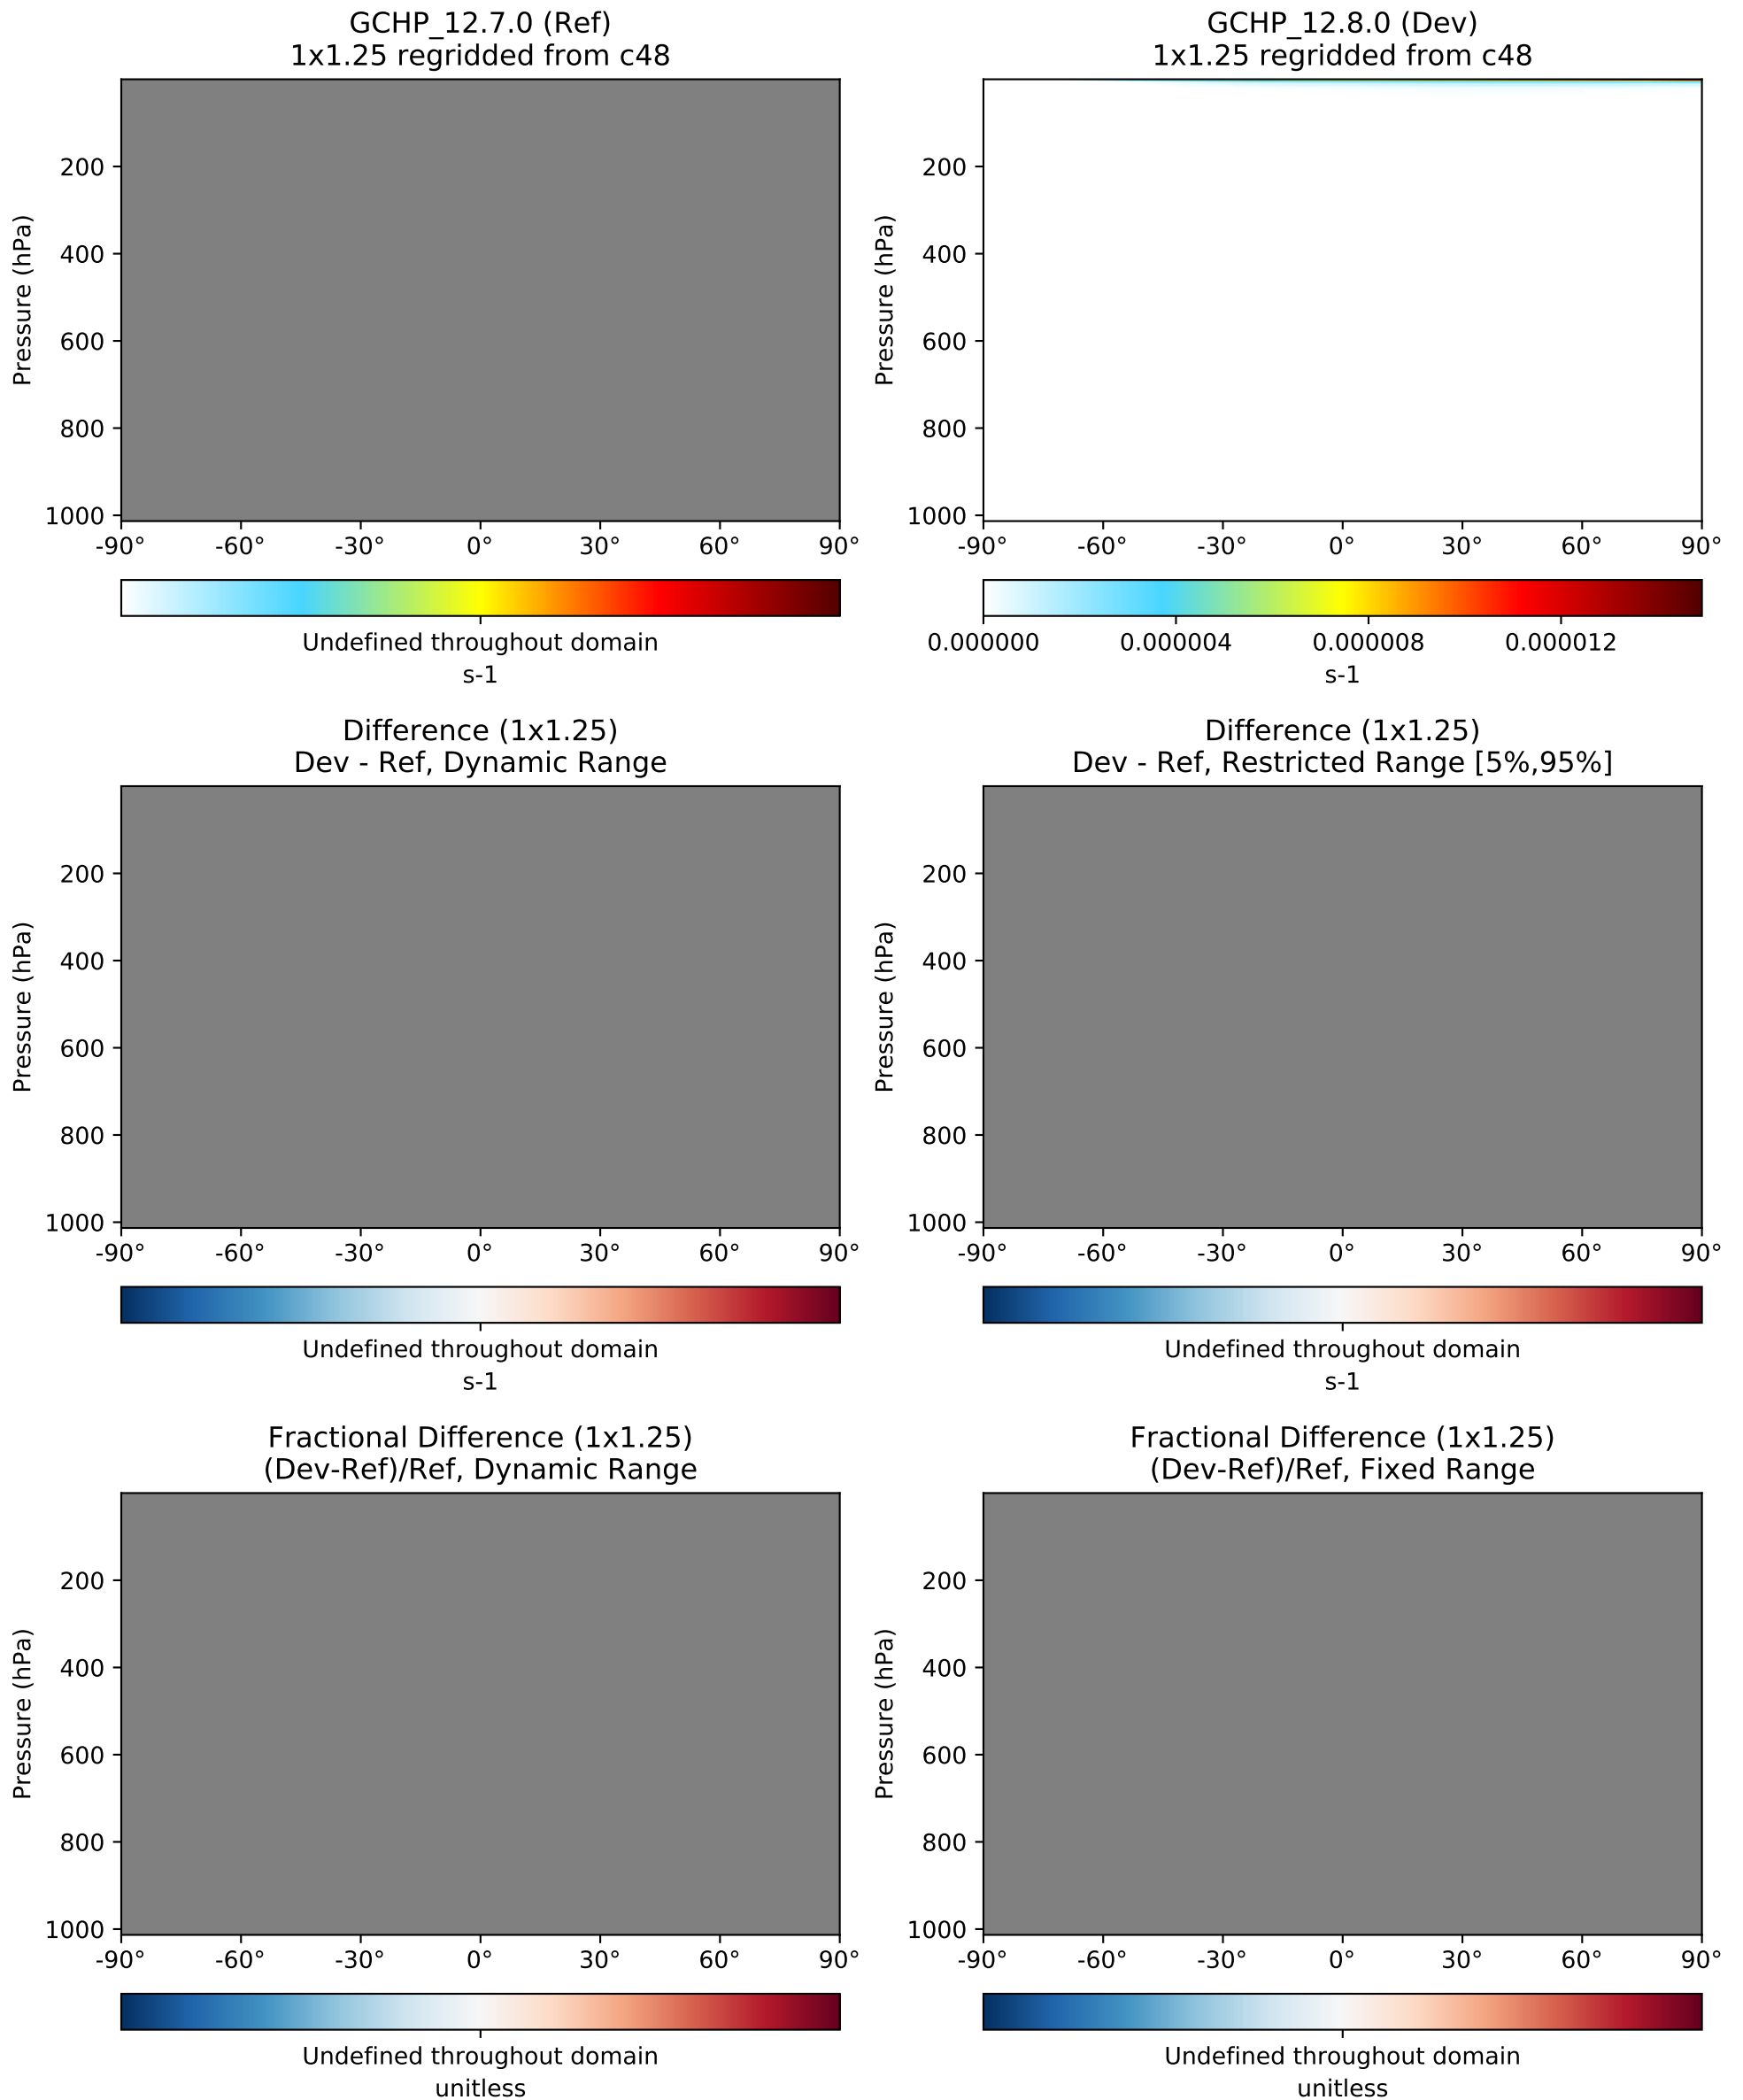 GCHP_12.7.0 (Ref)
1x1.25 regridded from c48
Pressure (hPa)
200
400
600
800
1000
-90° -60° -30° 0° 30° 60° 90°
Undefined throughout domain
s-1
GCHP_12.8.0 (Dev)
1x1.25 regridded from c48
Pressure (hPa)
200
400
600
800
1000
-90° -60° -30° 0° 30° 60° 90°
0.000000 0.000004 0.000008 0.000012
s-1
Difference (1x1.25)
Dev - Ref, Dynamic Range
Pressure (hPa)
200
400
600
800
1000
-90° -60° -30° 0° 30° 60° 90°
Undefined throughout domain
s-1
Difference (1x1.25)
Dev - Ref, Restricted Range [5%,95%]
Pressure (hPa)
200
400
600
800
1000
-90° -60° -30° 0° 30° 60° 90°
Undefined throughout domain
s-1
Fractional Difference (1x1.25)
(Dev-Ref)/Ref, Dynamic Range
Pressure (hPa)
200
400
600
800
1000
-90° -60° -30° 0° 30° 60° 90°
Undefined throughout domain
unitless
Fractional Difference (1x1.25)
(Dev-Ref)/Ref, Fixed Range
Pressure (hPa)
200
400
600
800
1000
-90° -60° -30° 0° 30° 60° 90°
Undefined throughout domain
unitless